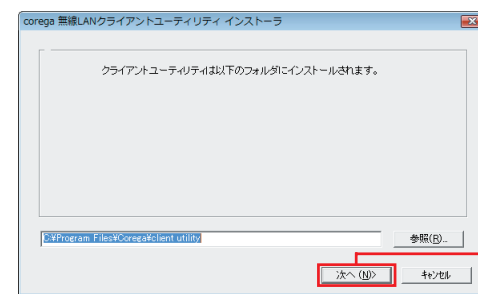 corega 無線LANクライアントユーティリティ インストーラ
クライアントユーティリティは以下のフォルダにインストールされます。
C:¥Program Files¥Corega¥client utility
参照(R)...
次へ(N)>
キャンセル